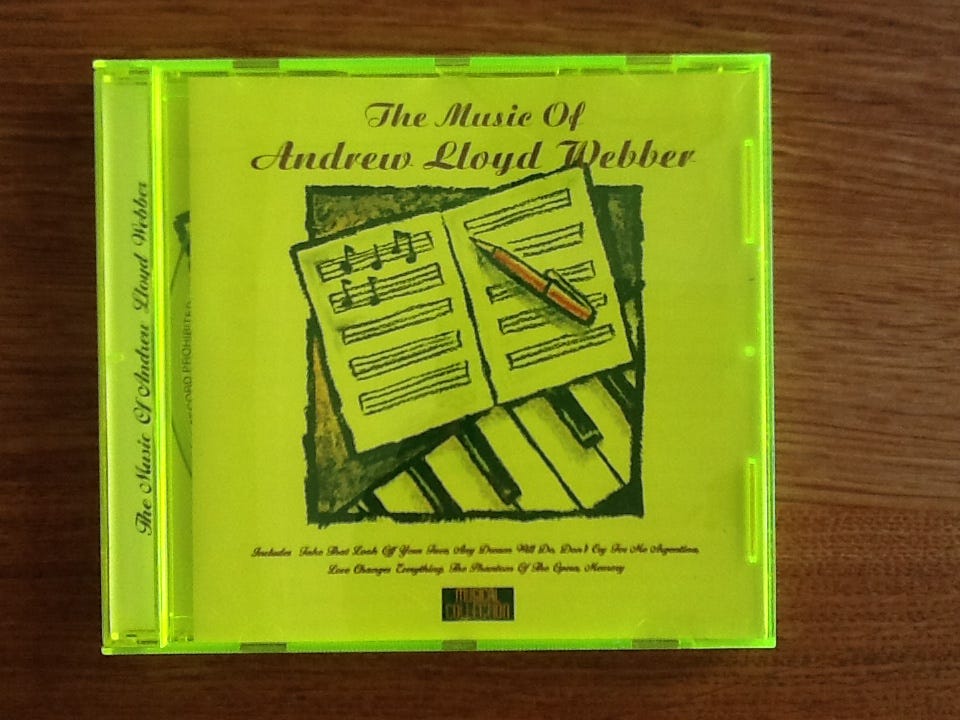 The Music Of
Andrew Lloyd Webber
The Music Of Andrew Lloyd Webber
RECORD PROHIBITED
Includes Take That Look Off Your Face, Any Dream Will Do, Don't Cry For Me Argentina,
Love Changes Everything, The Phantom Of The Opera, Memory
MUSICAL
COLLECTION